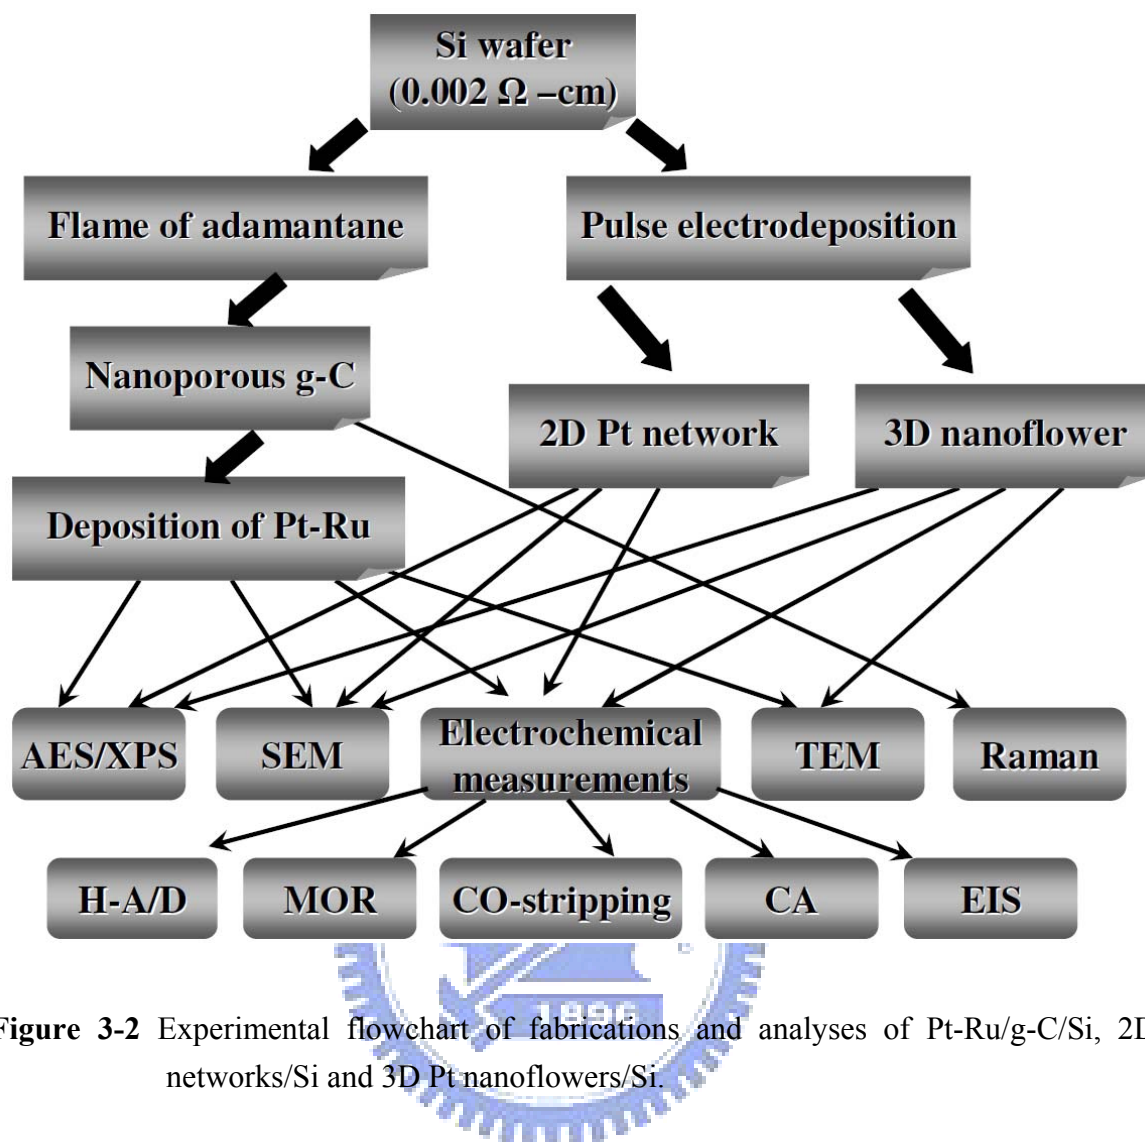 Si wafer
(0.002 Ω –cm)
Flame of adamantane
Pulse electrodeposition
Nanoporous g-C
2D Pt network
3D nanoflower
Deposition of Pt-Ru
AES/XPS
SEM
Electrochemical
measurements
TEM
Raman
H-A/D
MOR
CO-stripping
CA
EIS
1896
Figure 3-2 Experimental flowchart of fabrications and analyses of Pt-Ru/g-C/Si, 2D
networks/Si and 3D Pt nanoflowers/Si.